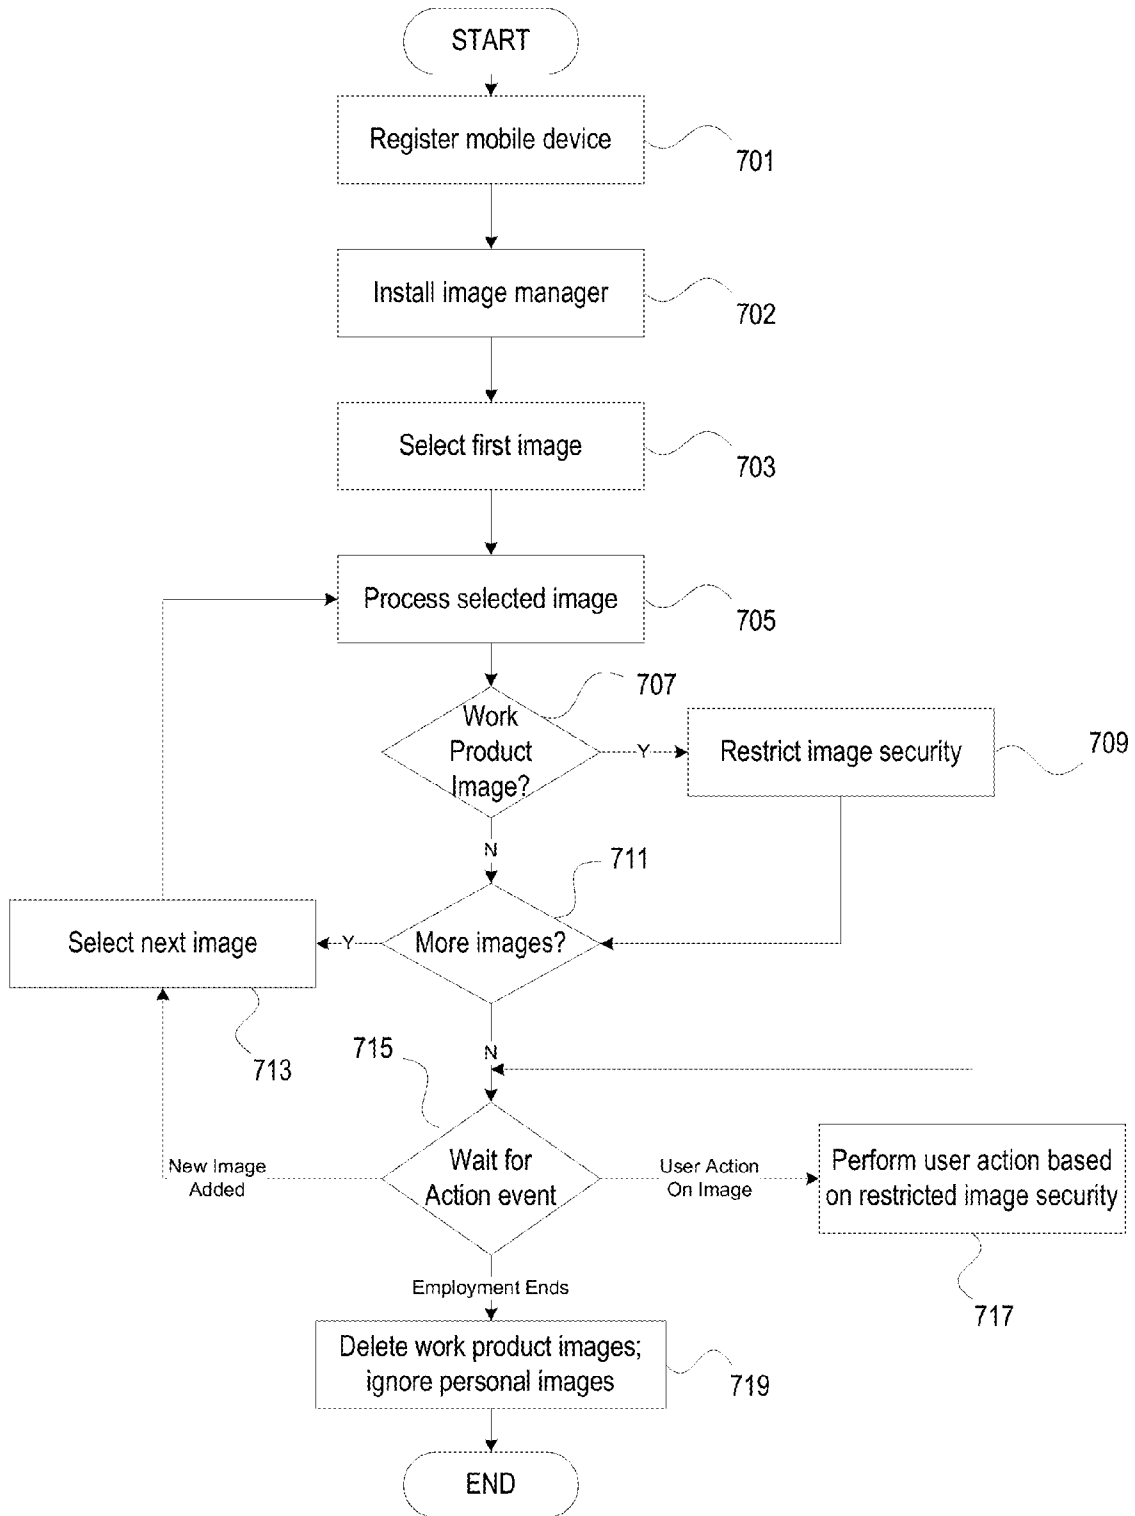 START
Register mobile device
701
Install image manager
702
Select first image
703
Process selected image
705
707
Work
Product
Image?
Y
Restrict image security
709
N
711
More images?
Y
Select next image
713
N
715
Wait for
Action event
New Image
Added
User Action
On Image
Perform user action based
on restricted image security
717
Employment Ends
Delete work product images;
ignore personal images
719
END